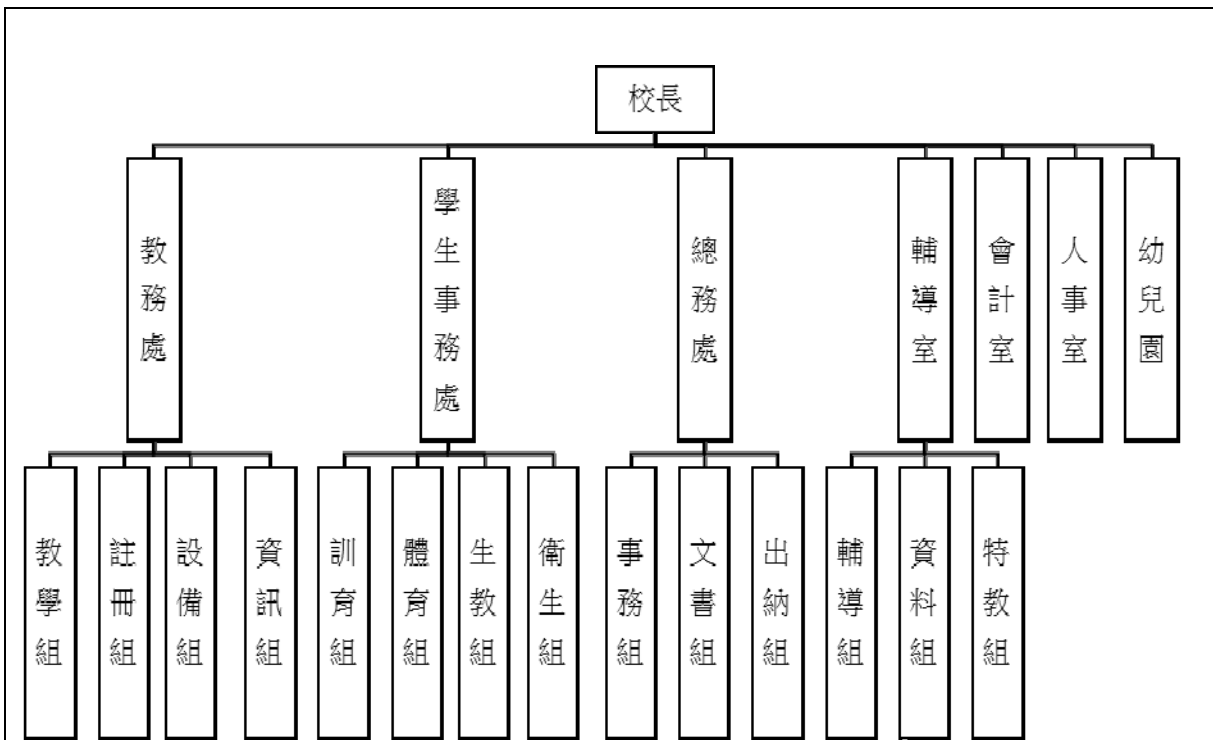 校長
教務處
學生事務處
總務處
輔導室
會計室
人事室
幼兒園
教學組
註冊組
設備組
資訊組
訓育組
體育組
生教組
衛生組
事務組
文書組
出納組
輔導組
資料組
特教組